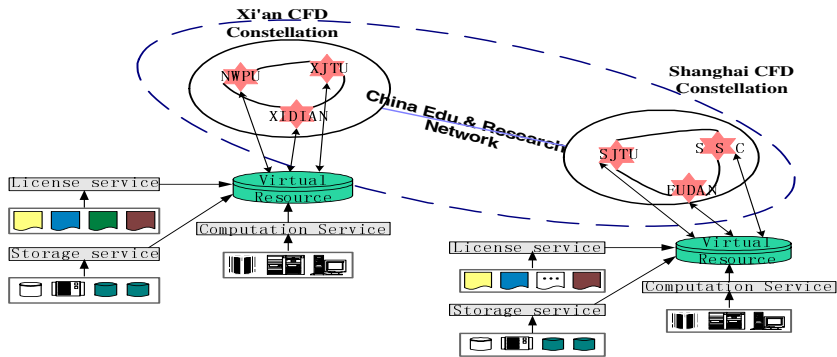 Xi'an CFD
Constellation
NWPU
XJTU
XIDIAN
China Edu.& Research
Network
Shanghai CFD
Constellation
SJTU
S S C
FUDAN
License service
Virtual
Resource
Storage service
Computation Service
License service
Virtual
Resource
...
Storage service
Computation Service